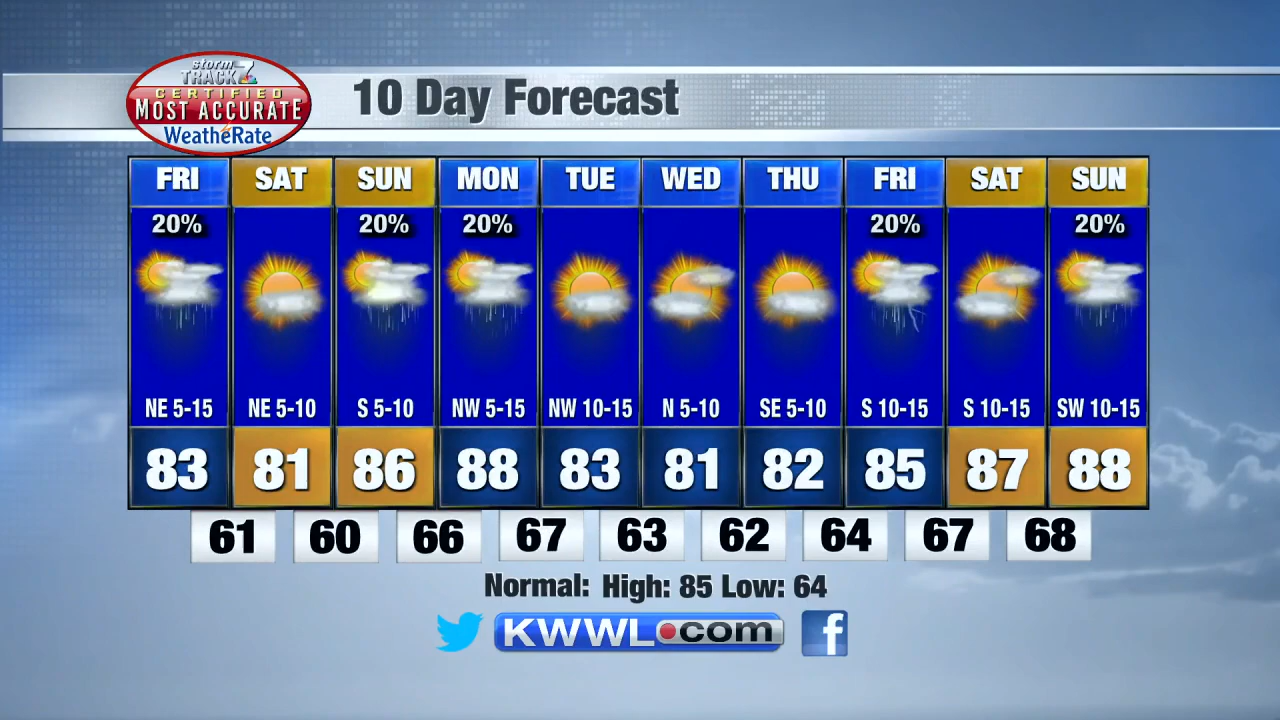 storm
TRACK 7
CERTIFIED
MOST ACCURATE
WeatheRate
10 Day Forecast
FRI SAT SUN MON TUE WED THU FRI SAT SUN
20% 20% 20% 20% 20%
NE 5-15 NE 5-10 S 5-10 NW 5-15 NW 10-15 N 5-10 SE 5-10 S 10-15 S 10-15 SW 10-15
83 81 86 88 83 81 82 85 87 88
61 60 66 67 63 62 64 67 68
Normal: High: 85 Low: 64
KWWL.com f